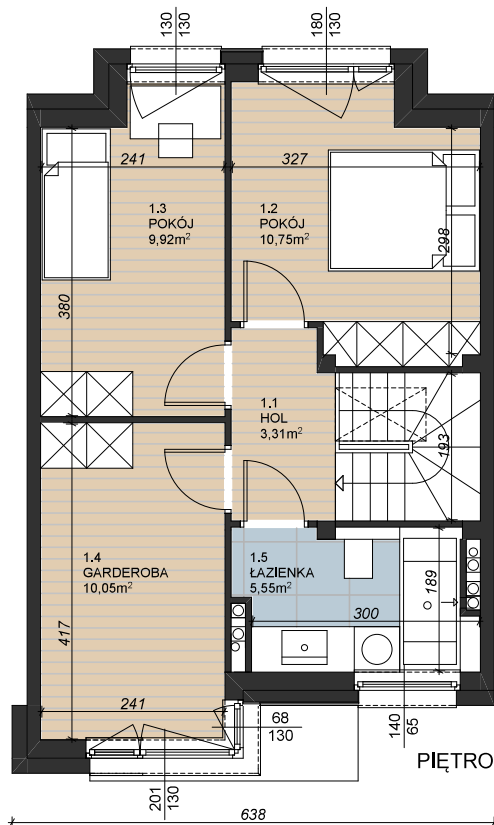 130
130
180
130
241
327
1.3
POKÓJ
9,92m²
1.2
POKÓJ
10,75m²
298
380
1.1
HOL
3,31m²
193
1.4
GARDEROBA
10,05m²
1.5
ŁAZIENKA
5,55m²
189
300
417
241
68
130
140
65
PIĘTRO
201
130
638